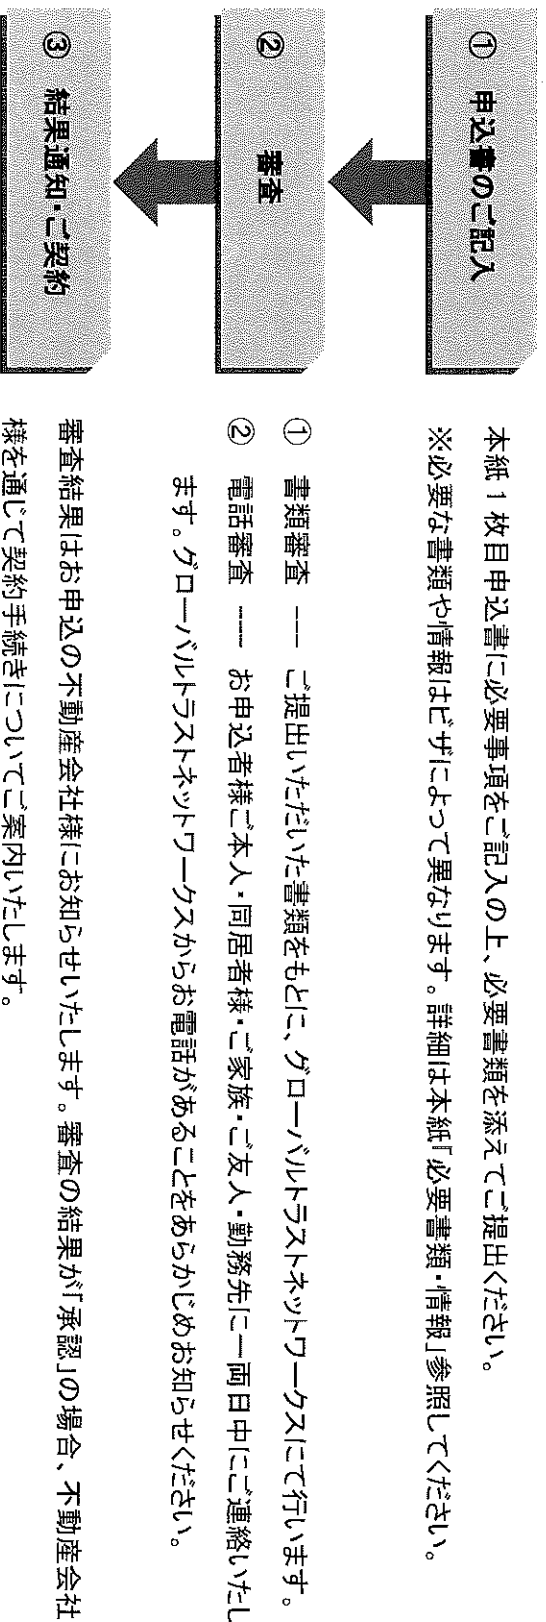 ① 申込書のご記入
本紙 1 枚目申込書に必要事項をご記入の上、必要書類を添えてご提出ください。
※必要な書類や情報はビザによって異なります。詳細は本紙「必要書類・情報」参照してください。
② 審査
① 書類審査 --- ご提出いただいた書類をもとに、グローバルトラストネットワークスにて行います。
② 電話審査 ---- お申込者様ご本人・同居者様・ご家族・ご友人・勤務先に一両日中にご連絡いたし
ます。グローバルトラストネットワークスからお電話があることをあらかじめお知らせください。
③ 結果通知・ご契約
審査結果はお申込の不動産会社様にお知らせいたします。審査の結果が「承認」の場合、不動産会社
様を通じて契約手続きについてご案内いたします。